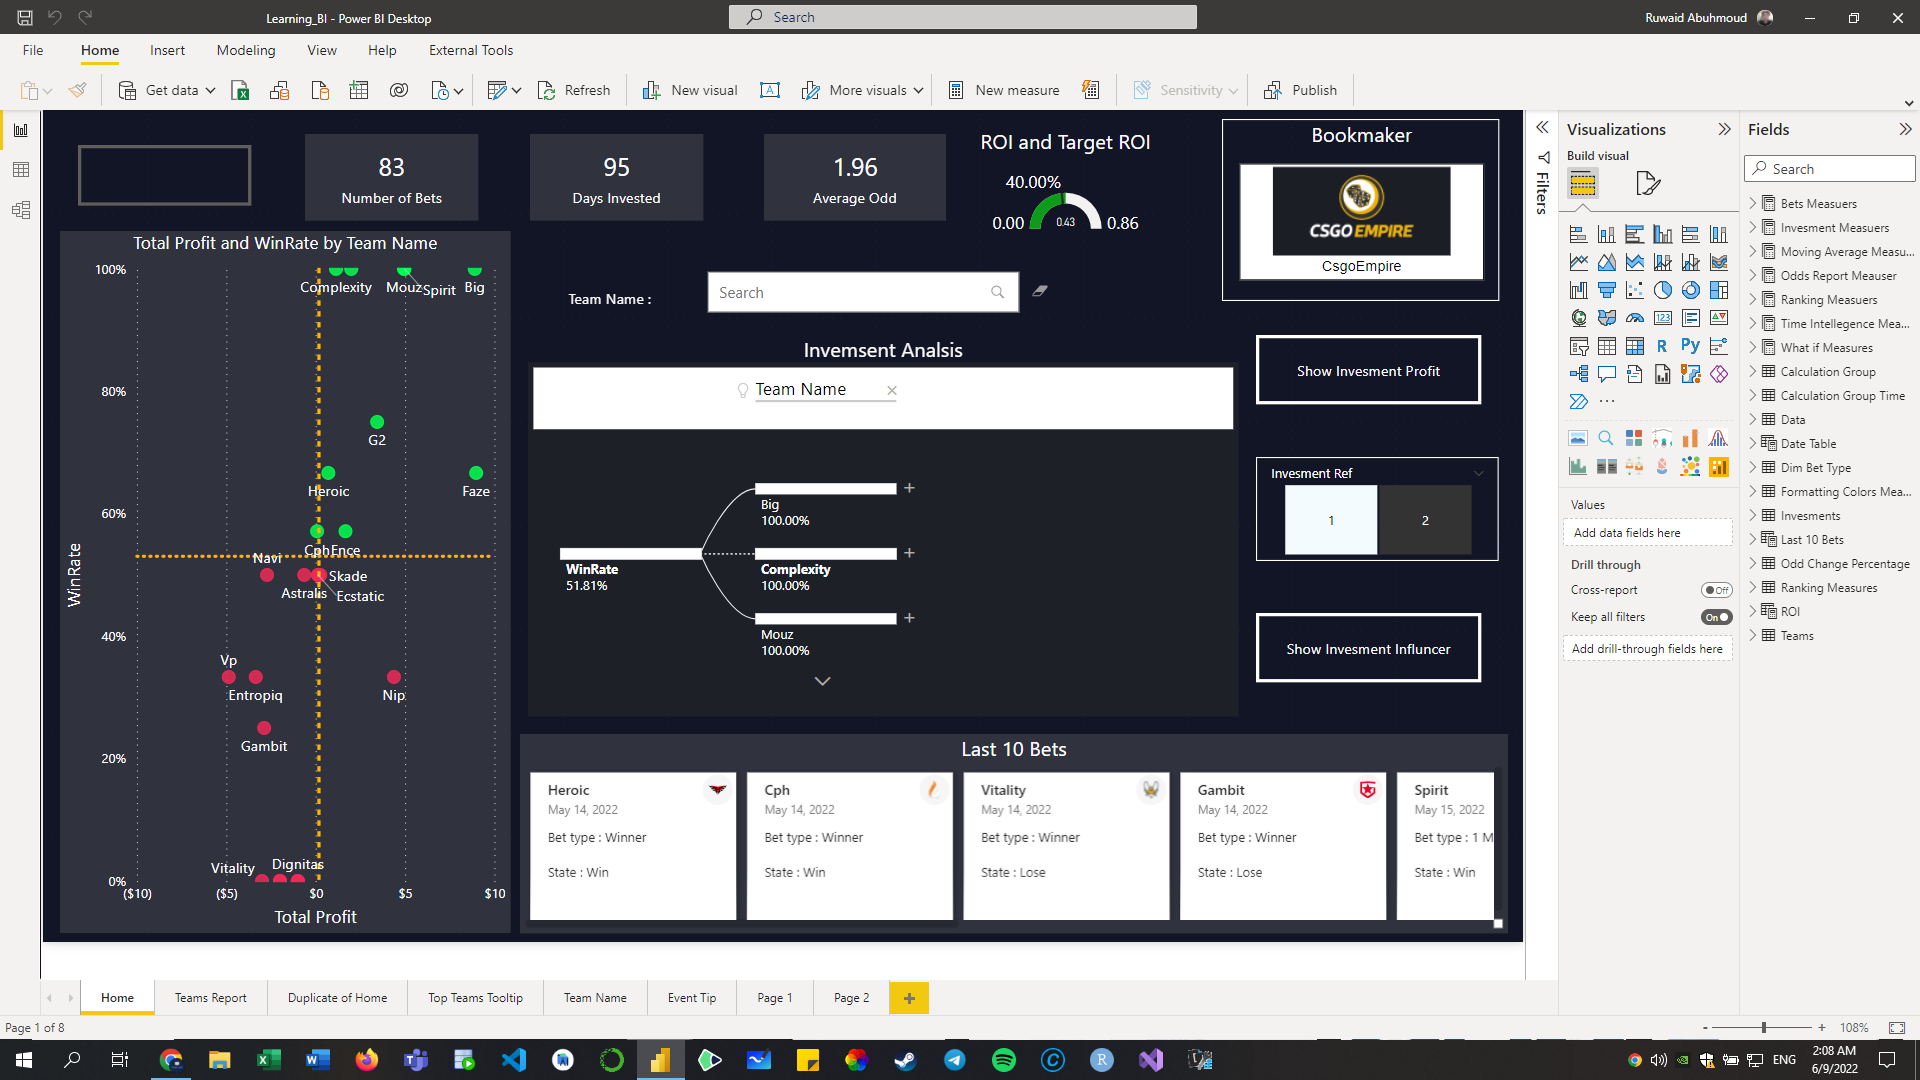 Learning_BI - Power BI Desktop
Search
Ruwaid Abuhmoud
File
Home
Insert
Modeling
View
Help
External Tools
Get data
Refresh
New visual
More visuals
New measure
Sensitivity
Publish
83
Number of Bets
95
Days Invested
1.96
Average Odd
ROI and Target ROI
40.00%
0.00
0.43
0.86
Bookmaker
CSGOEMPIRE
CsgoEmpire
Total Profit and WinRate by Team Name
100%
80%
60%
40%
20%
0%
WinRate
Complexity
Mouz
Spirit
Big
G2
Heroic
Faze
Cph
Ence
Navi
Skade
Astralis
Ecstatic
Vp
Entropiq
Nip
Gambit
Vitality
Dignitas
($10)
($5)
$0
$5
$10
Total Profit
Team Name :
Search
Invemsent Analsis
Team Name
WinRate
51.81%
Big
100.00%
Complexity
100.00%
Mouz
100.00%
Show Invesment Profit
Invesment Ref
1
2
Show Invesment Influncer
Last 10 Bets
Heroic
May 14, 2022
Bet type : Winner
State : Win
Cph
May 14, 2022
Bet type : Winner
State : Win
Vitality
May 14, 2022
Bet type : Winner
State : Lose
Gambit
May 14, 2022
Bet type : Winner
State : Lose
Spirit
May 15, 2022
Bet type : 1 M
State : Win
Filters
Visualizations
Build visual
123
R
Py
Values
Add data fields here
Drill through
Cross-report
Off
Keep all filters
On
Add drill-through fields here
Fields
Search
Bets Measuers
Invesment Measuers
Moving Average Measu...
Odds Report Meauser
Ranking Measuers
Time Intellegence Mea...
What if Measures
Calculation Group
Calculation Group Time
Data
Date Table
Dim Bet Type
Formatting Colors Mea...
Invesments
Last 10 Bets
Odd Change Percentage
Ranking Measures
ROI
Teams
Home
Teams Report
Duplicate of Home
Top Teams Tooltip
Team Name
Event Tip
Page 1
Page 2
Page 1 of 8
108%
ENG
2:08 AM
6/9/2022